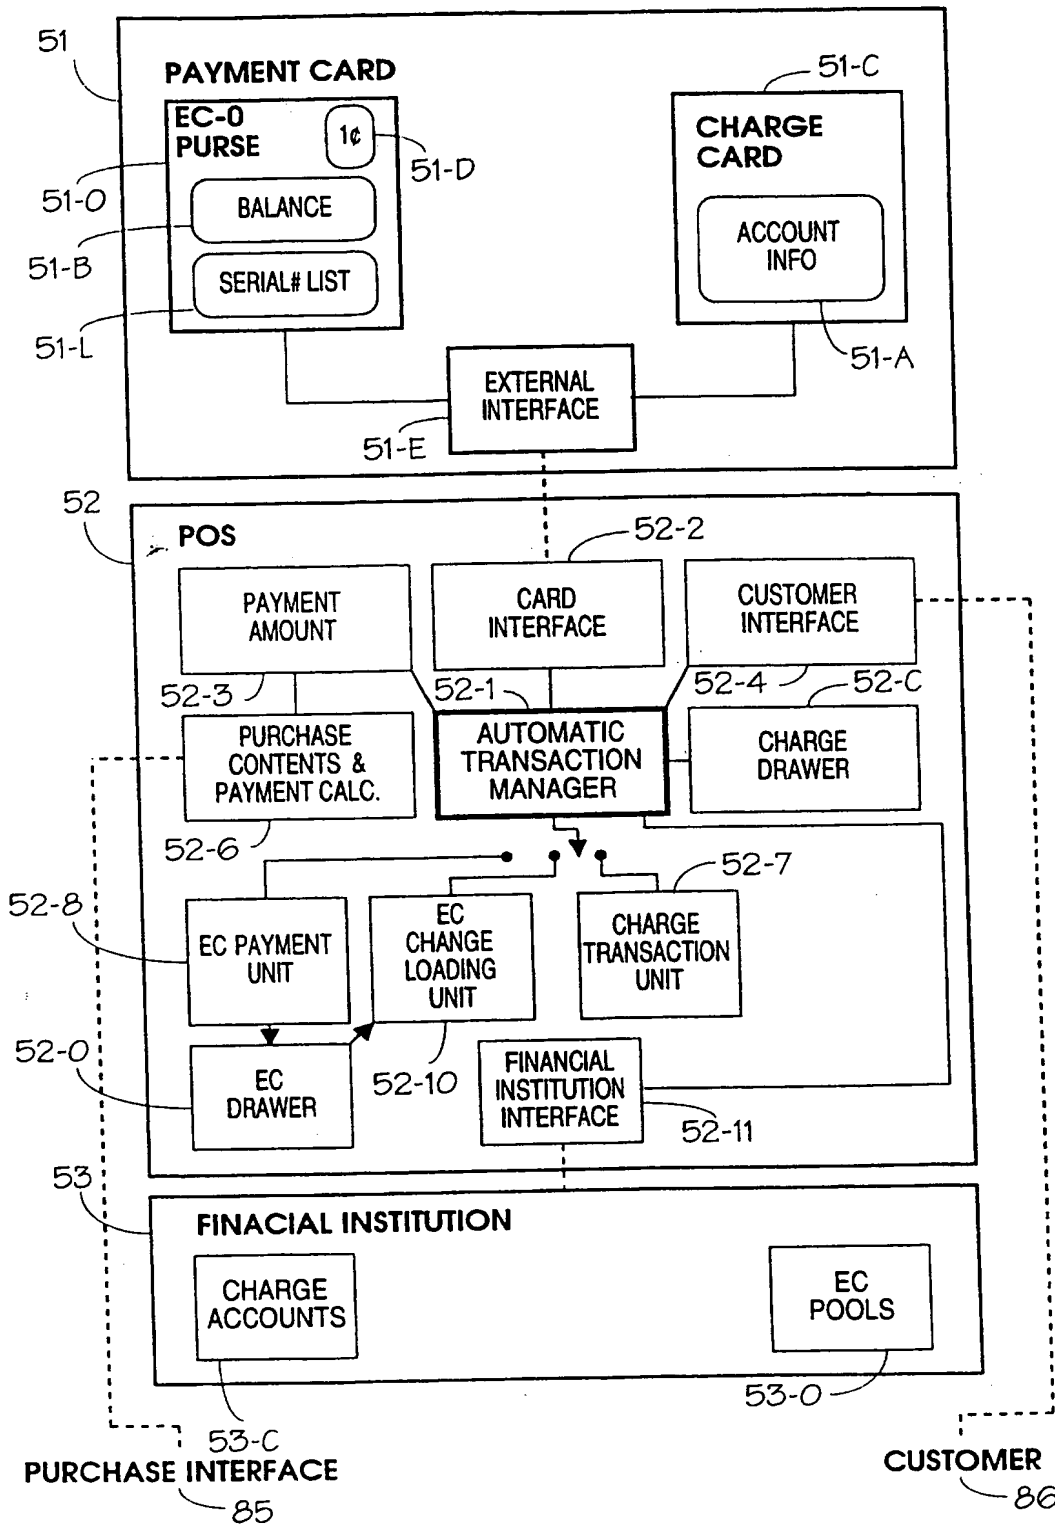 51
PAYMENT CARD
51-C
EC-0
PURSE
1¢
51-D
CHARGE
CARD
51-0
BALANCE
51-B
ACCOUNT
INFO
SERIAL# LIST
51-L
51-A
EXTERNAL
INTERFACE
51-E
52
POS
52-2
PAYMENT
AMOUNT
CARD
INTERFACE
CUSTOMER
INTERFACE
52-3
52-1
52-4
52-C
PURCHASE
CONTENTS &
PAYMENT CALC.
AUTOMATIC
TRANSACTION
MANAGER
CHARGE
DRAWER
52-6
52-7
52-8
EC PAYMENT
UNIT
EC
CHANGE
LOADING
UNIT
CHARGE
TRANSACTION
UNIT
52-0
EC
DRAWER
52-10
FINANCIAL
INSTITUTION
INTERFACE
52-11
53
FINACIAL INSTITUTION
CHARGE
ACCOUNTS
EC
POOLS
53-0
53-C
PURCHASE INTERFACE
85
CUSTOMER
86